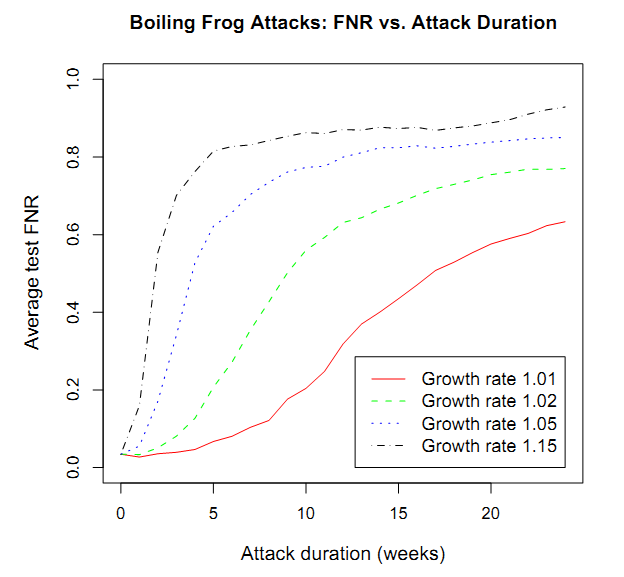 Boiling Frog Attacks: FNR vs. Attack Duration
1.0
0.8
0.6
0.4
0.2
0.0
Average test FNR
Growth rate 1.01
Growth rate 1.02
Growth rate 1.05
Growth rate 1.15
0 5 10 15 20
Attack duration (weeks)